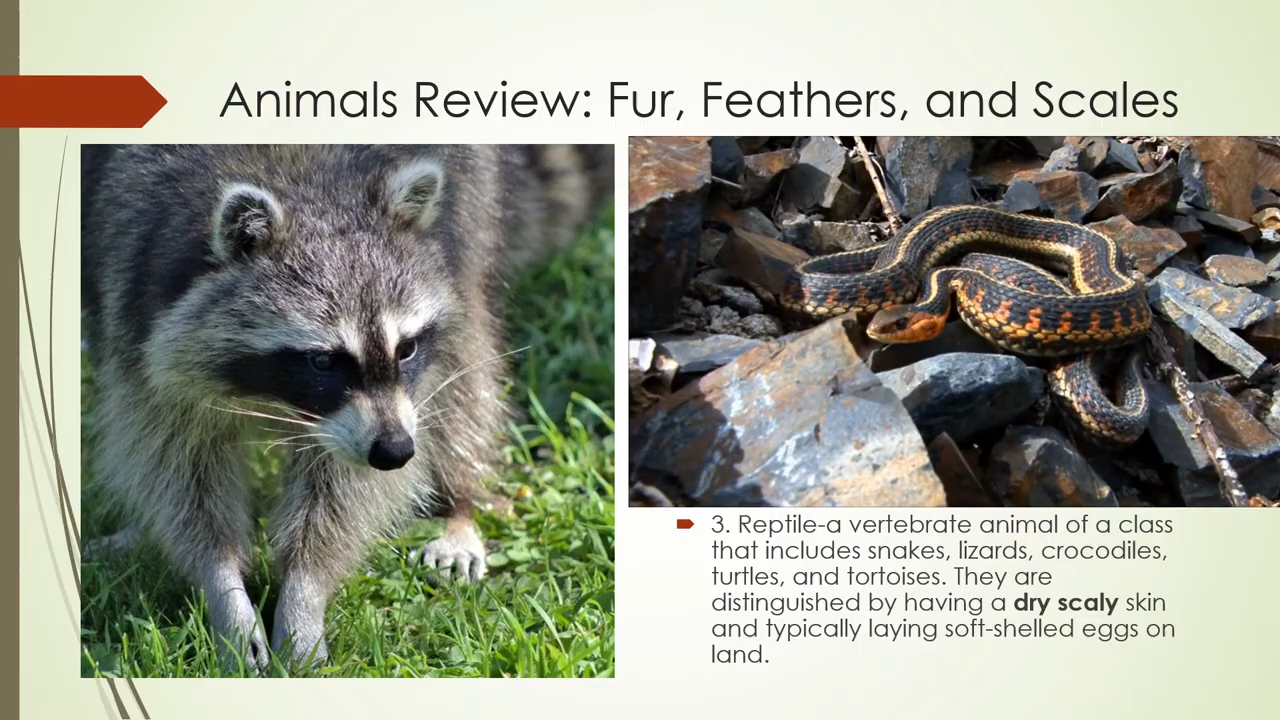 Animals Review: Fur, Feathers, and Scales
3. Reptile-a vertebrate animal of a class
that includes snakes, lizards, crocodiles,
turtles, and tortoises. They are
distinguished by having a dry scaly skin
and typically laying soft-shelled eggs on
land.